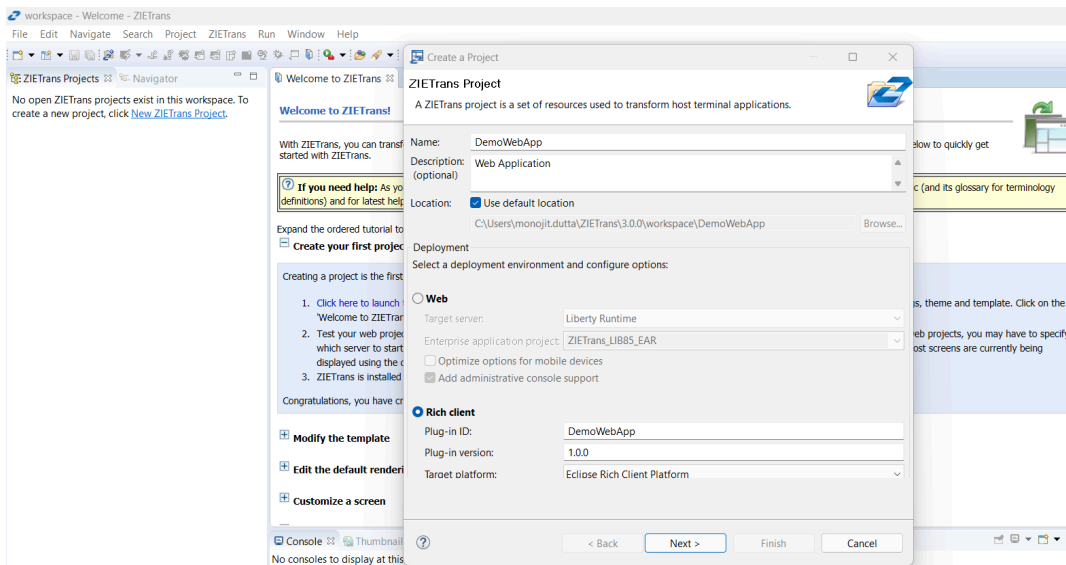 workspace - Welcome - ZIETrans
File Edit Navigate Search Project ZIETrans Run Window Help
ZIETrans Projects
Navigator
No open ZIETrans projects exist in this workspace. To
create a new project, click New ZIETrans Project.
Welcome to ZIETrans
Welcome to ZIETrans!
With ZIETrans, you can transf
elow to quickly get
started with ZIETrans.
If you need help: As yo
c (and its glossary for terminology
definitions) and for latest help
Expand the ordered tutorial to
Create your first projec
Creating a project is the first
1. Click here to launch
s, theme and template. Click on the
'Welcome to ZIETrar
2. Test your web projec
eb projects, you may have to specify
which server to start
ost screens are currently being
displayed using the c
3. ZIETrans is installed
Congratulations, you have cr
Modify the template
Edit the default renderi
Customize a screen
Console
Thumbnail
No consoles to display at this
Create a Project
ZIETrans Project
A ZIETrans project is a set of resources used to transform host terminal applications.
Name: DemoWebApp
Description: Web Application
(optional)
Location: Use default location
C:\Users\monojit.dutta\ZIETrans\3.0.0\workspace\DemoWebApp Browse...
Deployment
Select a deployment environment and configure options:
Web
Target server: Liberty Runtime
Enterprise application project: ZIETrans_LIB85_EAR
Optimize options for mobile devices
Add administrative console support
Rich client
Plug-in ID: DemoWebApp
Plug-in version: 1.0.0
Target platform: Eclipse Rich Client Platform
? < Back Next > Finish Cancel